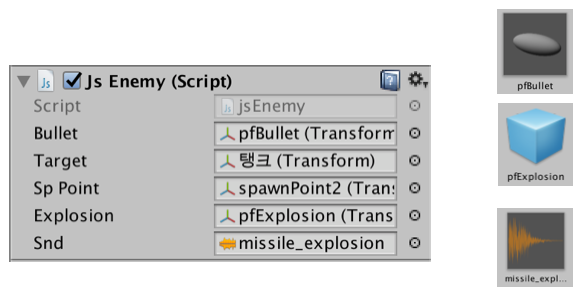 Js Enemy (Script)
Script jsEnemy
Bullet pfBullet (Transform
Target 탱크 (Transform)
Sp Point spawnPoint2 (Trans
Explosion pfExplosion (Trans
Snd missile_explosion
pfBullet
pfExplosion
missile_expl...